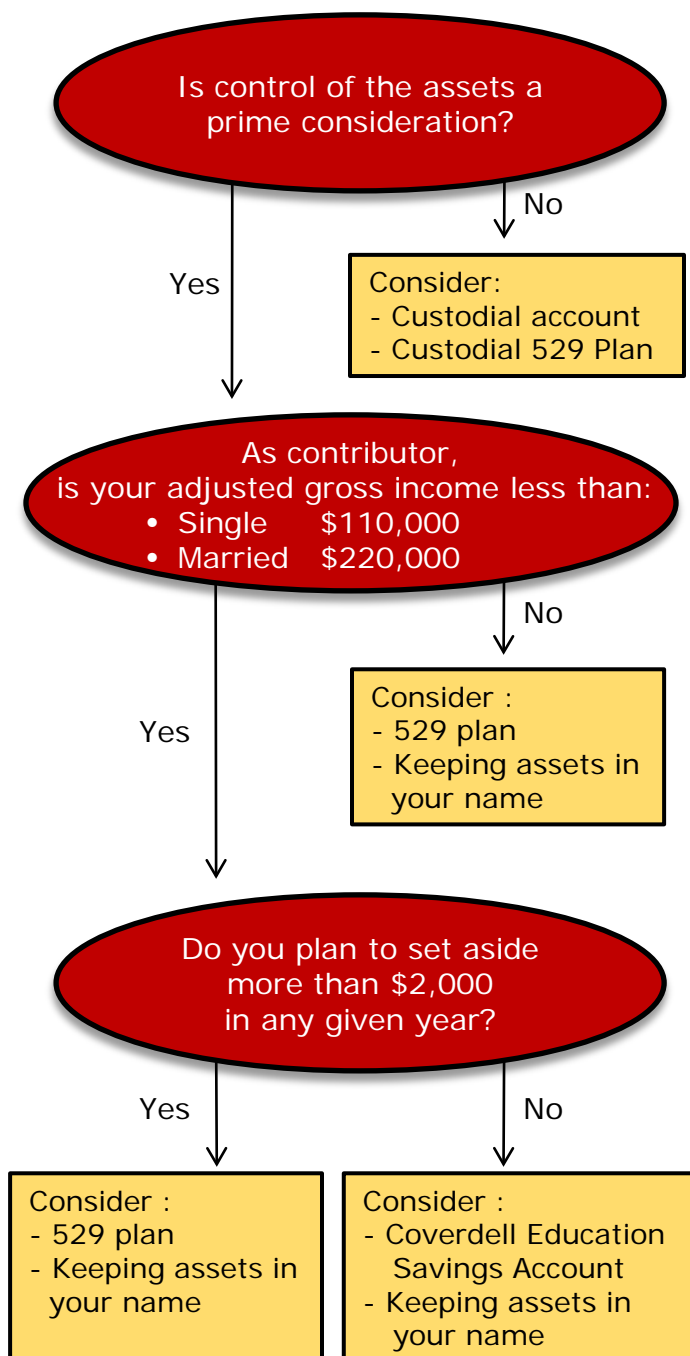 Is control of the assets a
prime consideration?
No
Yes
Consider:
- Custodial account
- Custodial 529 Plan
As contributor,
is your adjusted gross income less than:
• Single $110,000
• Married $220,000
No
Yes
Consider :
- 529 plan
- Keeping assets in
your name
Do you plan to set aside
more than $2,000
in any given year?
Yes
No
Consider :
- 529 plan
- Keeping assets in
your name
Consider :
- Coverdell Education
Savings Account
- Keeping assets in
your name